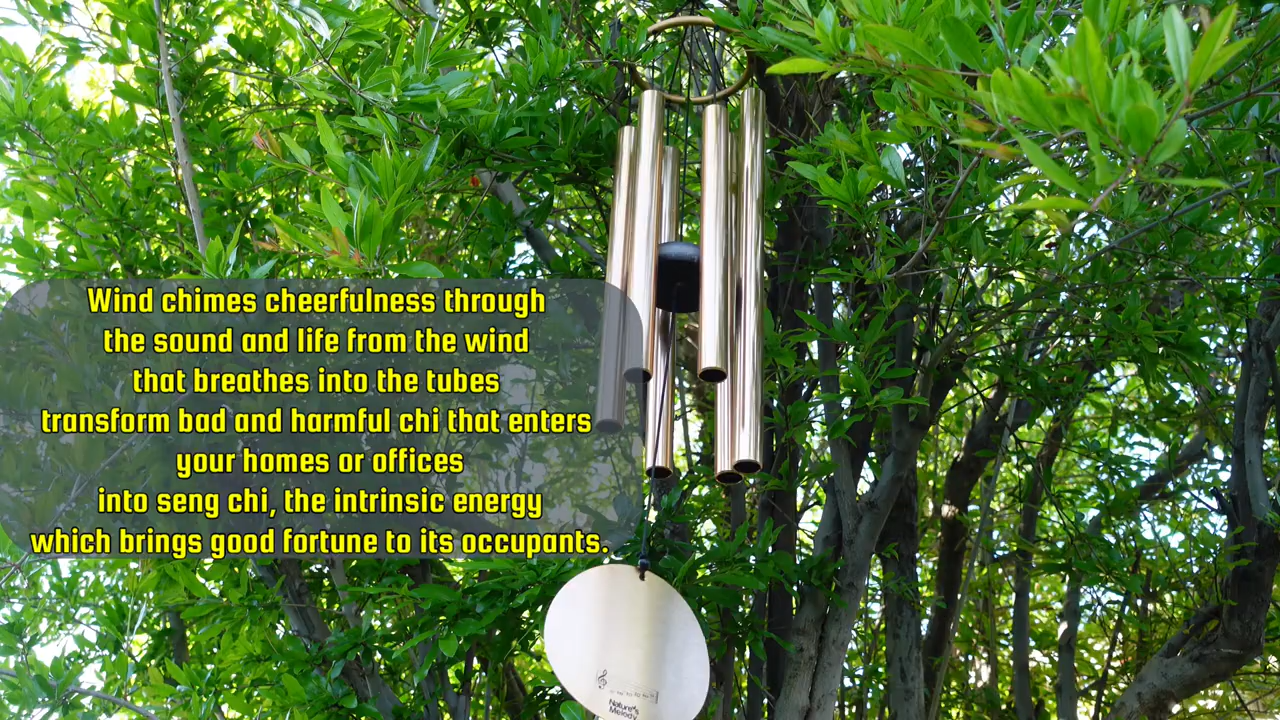 Wind chimes cheerfulness through
the sound and life from the wind
that breathes into the tubes
transform bad and harmful chi that enters
your homes or offices
into seng chi, the intrinsic energy
which brings good fortune to its occupants.
Nature's
Melody